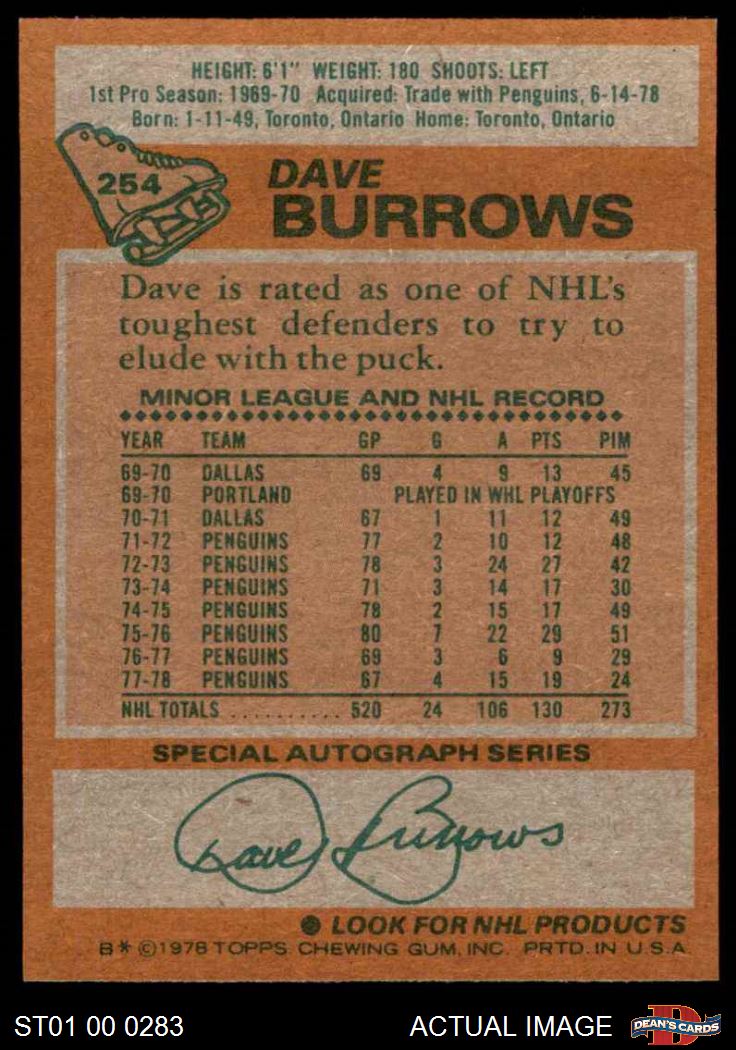 HEIGHT: 6'1" WEIGHT: 180 SHOOTS: LEFT
1st Pro Season: 1969-70 Acquired: Trade with Penguins, 6-14-78
Born: 1-11-49, Toronto, Ontario Home: Toronto, Ontario
254
DAVE
BURROWS
Dave is rated as one of NHL's
toughest defenders to try to
elude with the puck.
MINOR LEAGUE AND NHL RECORD
YEAR TEAM GP G A PTS PIM
69-70 DALLAS 69 4 9 13 45
69-70 PORTLAND PLAYED IN WHL PLAYOFFS
70-71 DALLAS 67 1 11 12 49
71-72 PENGUINS 77 2 10 12 48
72-73 PENGUINS 78 3 24 27 42
73-74 PENGUINS 71 3 14 17 30
74-75 PENGUINS 78 2 15 17 49
75-76 PENGUINS 80 7 22 29 51
76-77 PENGUINS 69 3 6 9 29
77-78 PENGUINS 67 4 15 19 24
NHL TOTALS .......... 520 24 106 130 273
SPECIAL AUTOGRAPH SERIES
Dave Burrows
● LOOK FOR NHL PRODUCTS
B* ©1978 TOPPS CHEWING GUM, INC. PRTD. IN U.S.A.
ST01 00 0283 ACTUAL IMAGE D DEAN'S CARDS